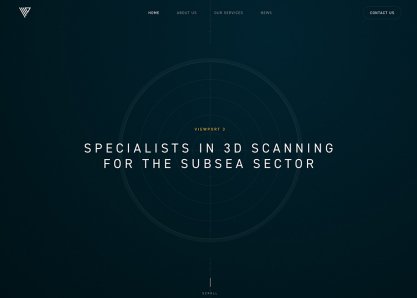 HOME
ABOUT US
OUR SERVICES
NEWS
CONTACT US
VIEWPORT 3
SPECIALISTS IN 3D SCANNING
FOR THE SUBSEA SECTOR
SCROLL